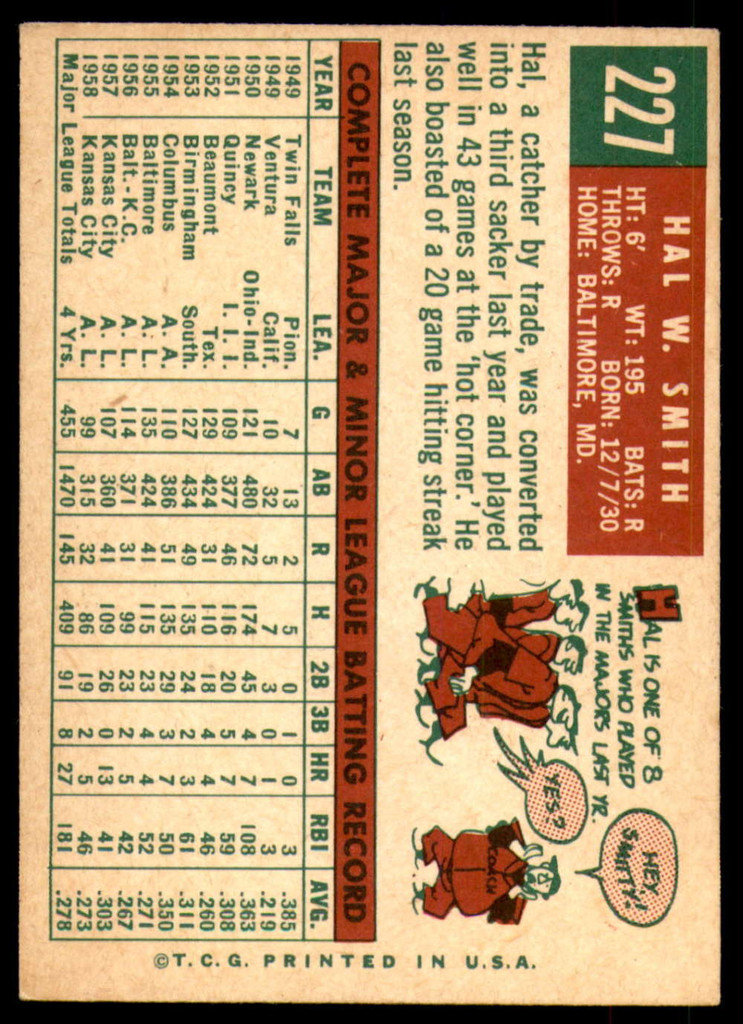 227
HAL W. SMITH
HT: 6' WT: 195 BATS: R
THROWS: R BORN: 12/7/30
HOME: BALTIMORE, MD.
Hal, a catcher by trade, was converted
into a third sacker last year and played
well in 43 games at the 'hot corner.' He
also boasted of a 20 game hitting streak
last season.
HAL IS ONE OF 8
SMITHS WHO PLAYED
IN THE MAJORS LAST YR.
HEY, SMITTY!
YES?
COACH
COMPLETE MAJOR & MINOR LEAGUE BATTING RECORD
YEAR TEAM LEA. G AB R H 2B 3B HR RBI AVG.
1949 Twin Falls Pion. 7 13 2 5 0 1 0 3 .385
1949 Ventura Calif. 10 32 5 7 3 0 1 3 .219
1950 Newark Ohio-Ind. 121 480 72 174 45 4 7 108 .363
1951 Quincy I. I. I. 109 377 46 116 20 5 7 59 .308
1952 Beaumont Tex. 129 424 31 110 18 4 4 46 .260
1953 Birmingham South. 127 434 49 135 24 2 3 61 .311
1954 Columbus A. A. 110 386 51 135 29 3 7 50 .350
1955 Baltimore A. L. 135 424 41 115 23 4 4 52 .271
1956 Balt.-K.C. A. L. 114 371 31 99 23 2 5 42 .267
1957 Kansas City A. L. 107 360 41 109 26 0 13 41 .303
1958 Kansas City A. L. 99 315 32 86 19 2 5 46 .273
Major League Totals 4 Yrs. 455 1470 145 409 91 8 27 181 .278
©T.C.G. PRINTED IN U.S.A.